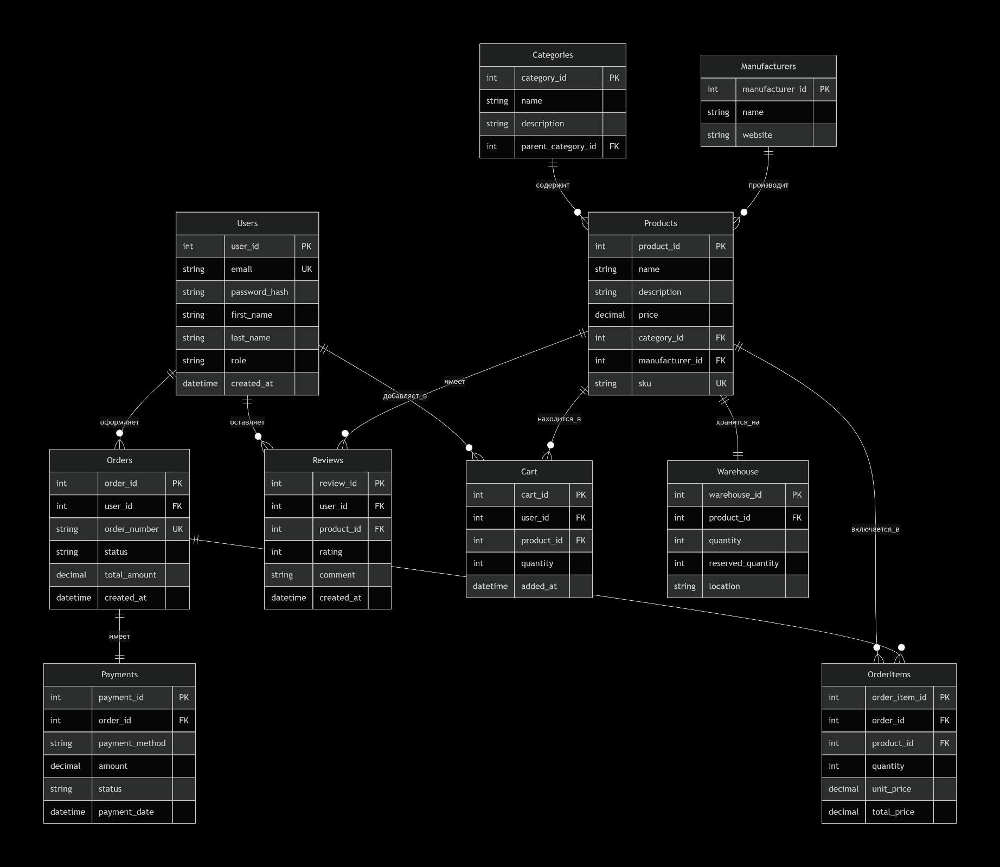 Categories
int category_id PK
string name
string description
int parent_category_id FK
Manufacturers
int manufacturer_id PK
string name
string website
содержит
производит
Users
int user_id PK
string email UK
string password_hash
string first_name
string last_name
string role
datetime created_at
Products
int product_id PK
string name
string description
decimal price
int category_id FK
int manufacturer_id FK
string sku UK
имеет
добавляет_в
оформляет
оставляет
находится_в
хранится_на
Orders
int order_id PK
int user_id FK
string order_number UK
string status
decimal total_amount
datetime created_at
Reviews
int review_id PK
int user_id FK
int product_id FK
int rating
string comment
datetime created_at
Cart
int cart_id PK
int user_id FK
int product_id FK
int quantity
datetime added_at
Warehouse
int warehouse_id PK
int product_id FK
int quantity
int reserved_quantity
string location
включается_в
имеет
Payments
int payment_id PK
int order_id FK
string payment_method
decimal amount
string status
datetime payment_date
OrderItems
int order_item_id PK
int order_id FK
int product_id FK
int quantity
decimal unit_price
decimal total_price